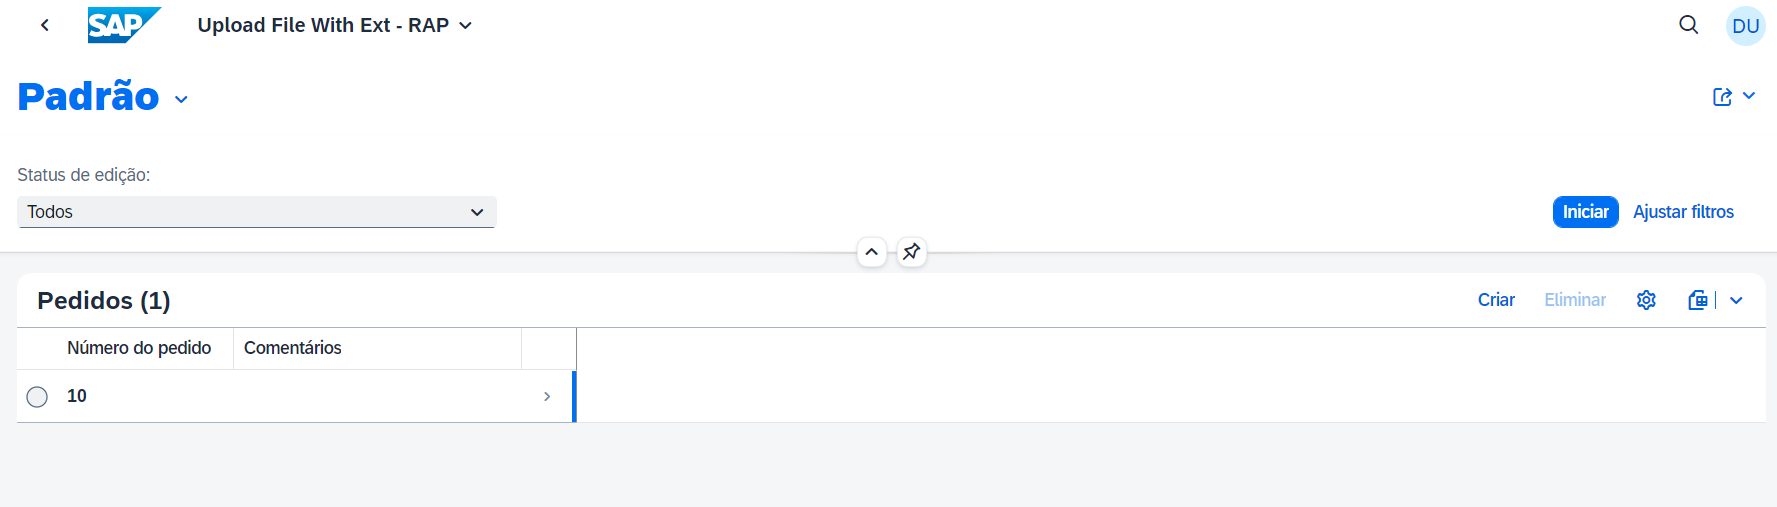 SAP Upload File With Ext - RAP DU
Padrão
Status de edição:
Todos Iniciar Ajustar filtros
Pedidos (1) Criar Eliminar
Número do pedido Comentários
10